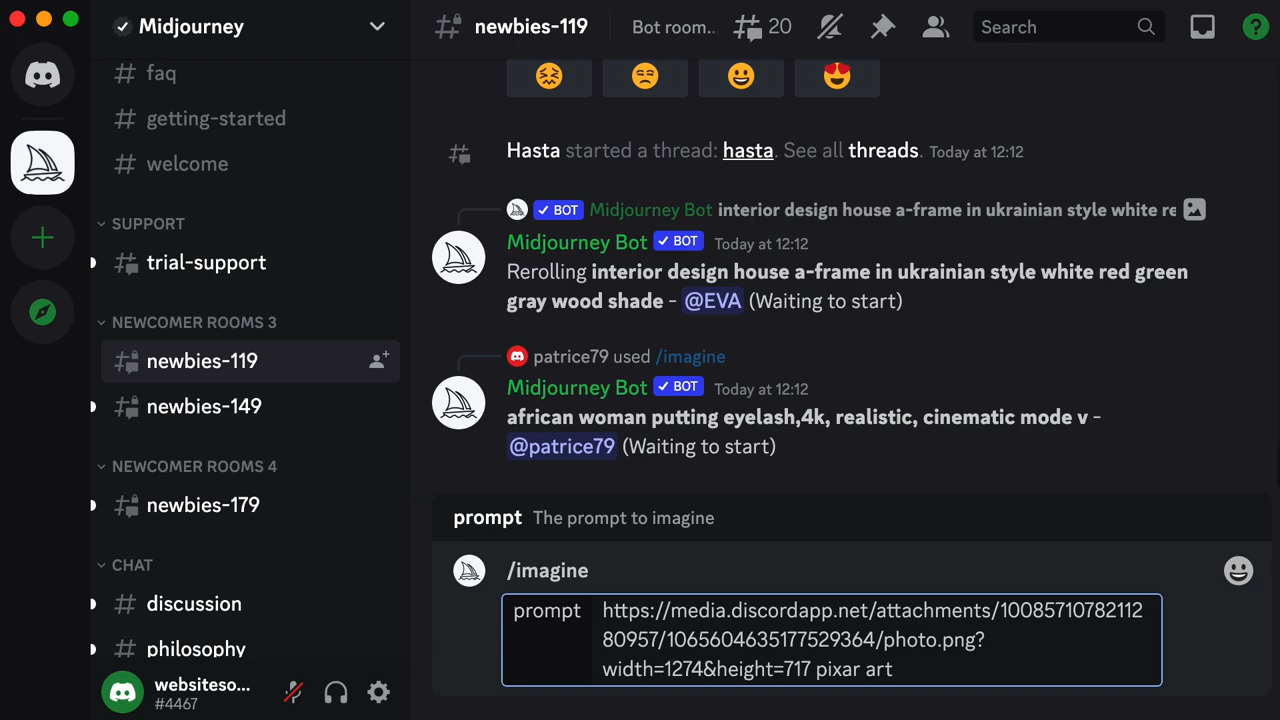 Midjourney
faq
getting-started
welcome
SUPPORT
trial-support
NEWCOMER ROOMS 3
newbies-119
newbies-149
NEWCOMER ROOMS 4
newbies-179
CHAT
discussion
philosophy
websiteso...
#4467
newbies-119
Bot room...
20
Search
Hasta started a thread: hasta. See all threads. Today at 12:12
BOT Midjourney Bot interior design house a-frame in ukrainian style white re
Midjourney Bot BOT Today at 12:12
Rerolling interior design house a-frame in ukrainian style white red green
gray wood shade - @EVA (Waiting to start)
patrice79 used /imagine
Midjourney Bot BOT Today at 12:12
african woman putting eyelash,4k, realistic, cinematic mode v -
@patrice79 (Waiting to start)
prompt The prompt to imagine
/imagine
prompt https://media.discordapp.net/attachments/10085710782112
80957/1065604635177529364/photo.png?
width=1274&height=717 pixar art